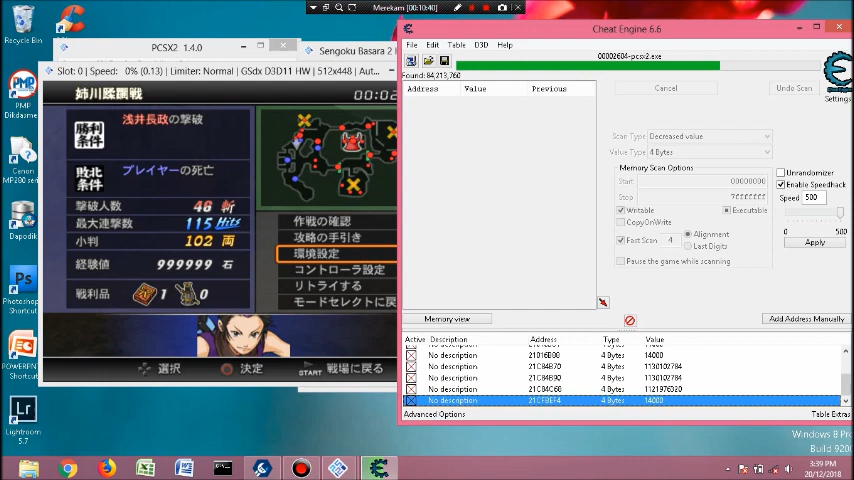 Merekam [00:10:40]
Recycle Bin
PMP
Dikdasme
Canon
MP280 seri
Dapodik
Photoshop
Shortcut
POWERPNT
Shortcut
Lightroom
5.7
PCSX2 1.4.0
Sengoku Basara 2
Slot: 0 | Speed: 0% (0.13) | Limiter: Normal | GSdx D3D11 HW | 512x448 | Aut...
姉川蹂躙戦
00:02
勝利条件
浅井長政の撃破
敗北条件
プレイヤーの死亡
撃破人数 46 斬
最大連撃数 115 Hits
小判 102 両
経験値 999999 石
戦利品 1 0
作戦の確認
攻略の手引き
環境設定
コントローラ設定
リトライする
モードセレクトに戻
選択 決定 START 戦場に戻る
Cheat Engine 6.6
File Edit Table D3D Help
00002604-pcsx2.exe
Found: 84,213,760
Address Value Previous
Cancel Undo Scan
Settings
Scan Type Decreased value
Value Type 4 Bytes
Memory Scan Options
Start 00000000
Stop 7fffffff
Writable Executable
CopyOnWrite
Fast Scan 4 Alignment
Last Digits
Pause the game while scanning
Unrandomizer
Enable Speedhack
Speed 500
0 500
Apply
Memory view Add Address Manually
Active Description Address Type Value
No description 21016B88 4 Bytes 14000
No description 21C84B70 4 Bytes 1130102784
No description 21C84B90 4 Bytes 1130102784
No description 21C84C68 4 Bytes 1121976320
No description 21CFBEF4 4 Bytes 14000
Advanced Options Table Extras
Windows 8 Pr
Build 9200
3:39 PM
20/12/2018